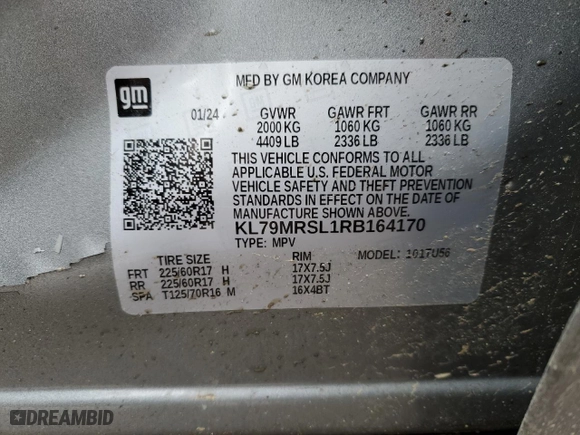 gm
MFD BY GM KOREA COMPANY
01/24 GVWR GAWR FRT GAWR RR
2000 KG 1060 KG 1060 KG
4409 LB 2336 LB 2336 LB
THIS VEHICLE CONFORMS TO ALL
APPLICABLE U.S. FEDERAL MOTOR
VEHICLE SAFETY AND THEFT PREVENTION
STANDARDS IN EFFECT ON THE DATE OF
MANUFACTURE SHOWN ABOVE.
KL79MRSL1RB164170
TYPE: MPV MODEL: 1017U56
TIRE SIZE RIM
FRT 225/60R17 H 17X7.5J
RR 225/60R17 H 17X7.5J
SPA T125/70R16 M 16X4BT
DREAMBID